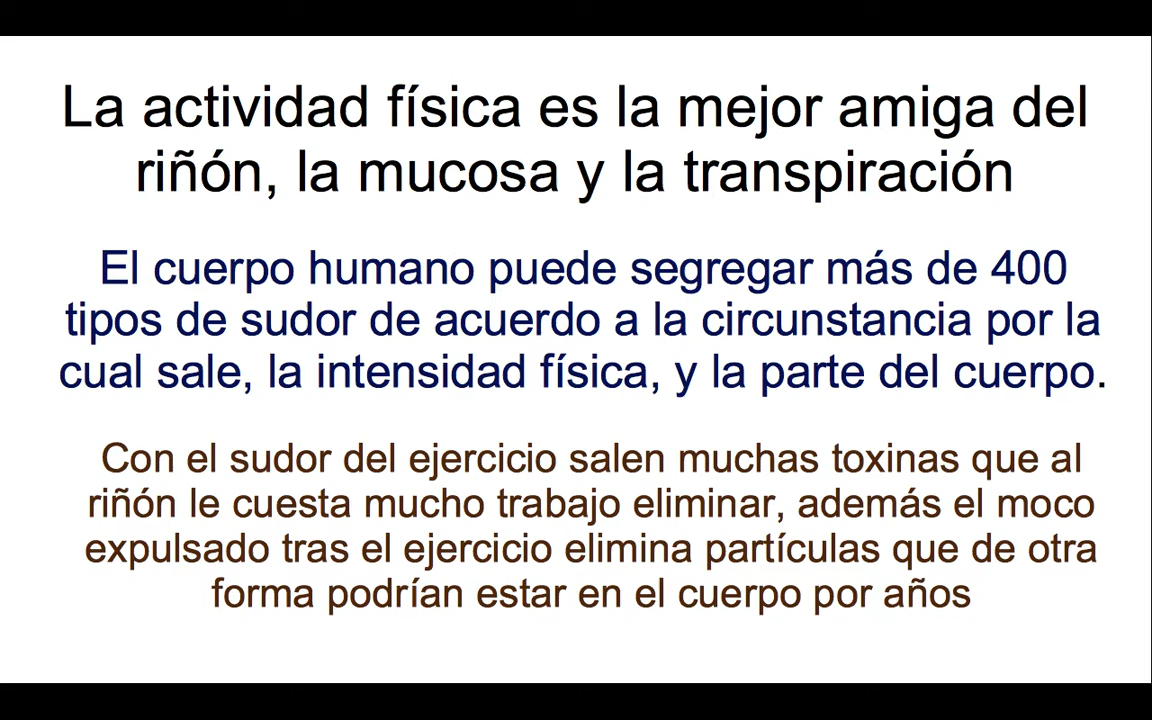 La actividad física es la mejor amiga del
riñón, la mucosa y la transpiración
El cuerpo humano puede segregar más de 400
tipos de sudor de acuerdo a la circunstancia por la
cual sale, la intensidad física, y la parte del cuerpo.
Con el sudor del ejercicio salen muchas toxinas que al
riñón le cuesta mucho trabajo eliminar, además el moco
expulsado tras el ejercicio elimina partículas que de otra
forma podrían estar en el cuerpo por años